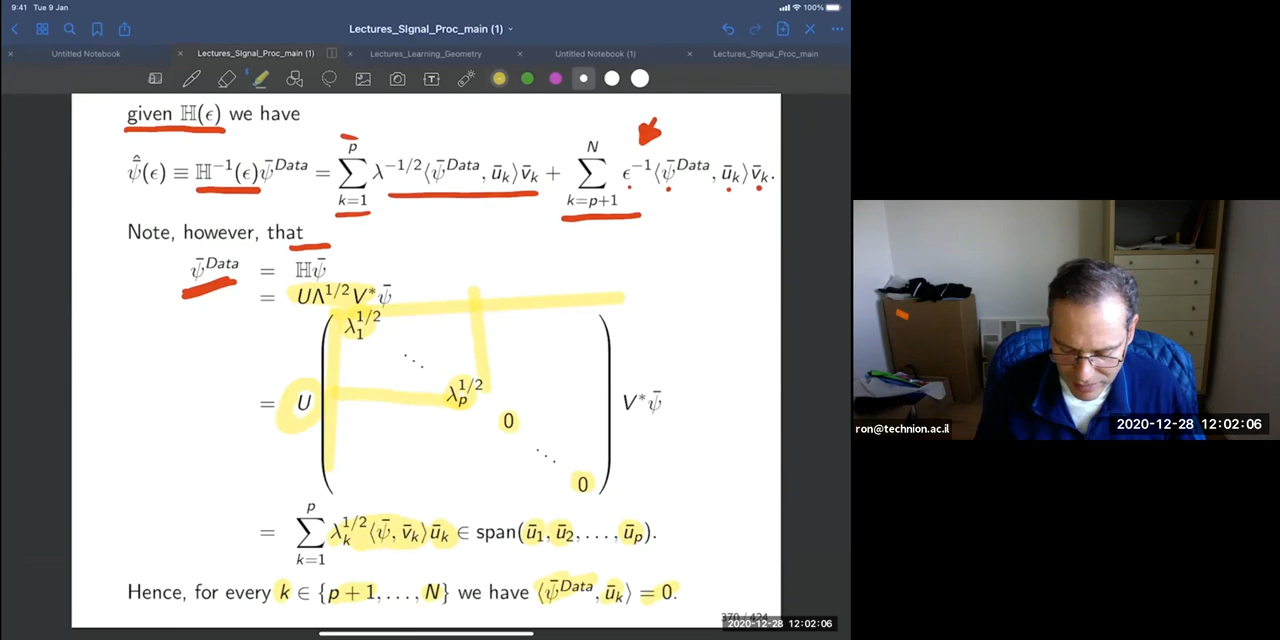 9:41 Tue 9 Jan
100%
Lectures_SIgnal_Proc_main (1)
Untitled Notebook
Lectures_SIgnal_Proc_main (1)
Lectures_Learning_Geometry
Untitled Notebook (1)
Lectures_SIgnal_Proc_main
given ℍ(ϵ) we have
ψ̄̂(ϵ) ≡ ℍ⁻¹(ϵ)ψ̄^Data = ∑_{k=1}^{p} λ^{-1/2}⟨ψ̄^Data, ū_k⟩v̄_k + ∑_{k=p+1}^{N} ϵ⁻¹⟨ψ̄^Data, ū_k⟩v̄_k.
Note, however, that
ψ̄^Data = ℍψ̄
= UΛ^{1/2}V*ψ̄
= U ( λ_1^{1/2} ⋱ λ_p^{1/2} 0 ⋱ 0 ) V*ψ̄
= ∑_{k=1}^{p} λ_k^{1/2}⟨ψ̄, v̄_k⟩ū_k ∈ span(ū_1, ū_2, . . . , ū_p).
Hence, for every k ∈ {p + 1, . . . , N} we have ⟨ψ̄^Data, ū_k⟩ = 0.
2020-12-28 12:02:06
ron@technion.ac.il
2020-12-28 12:02:06